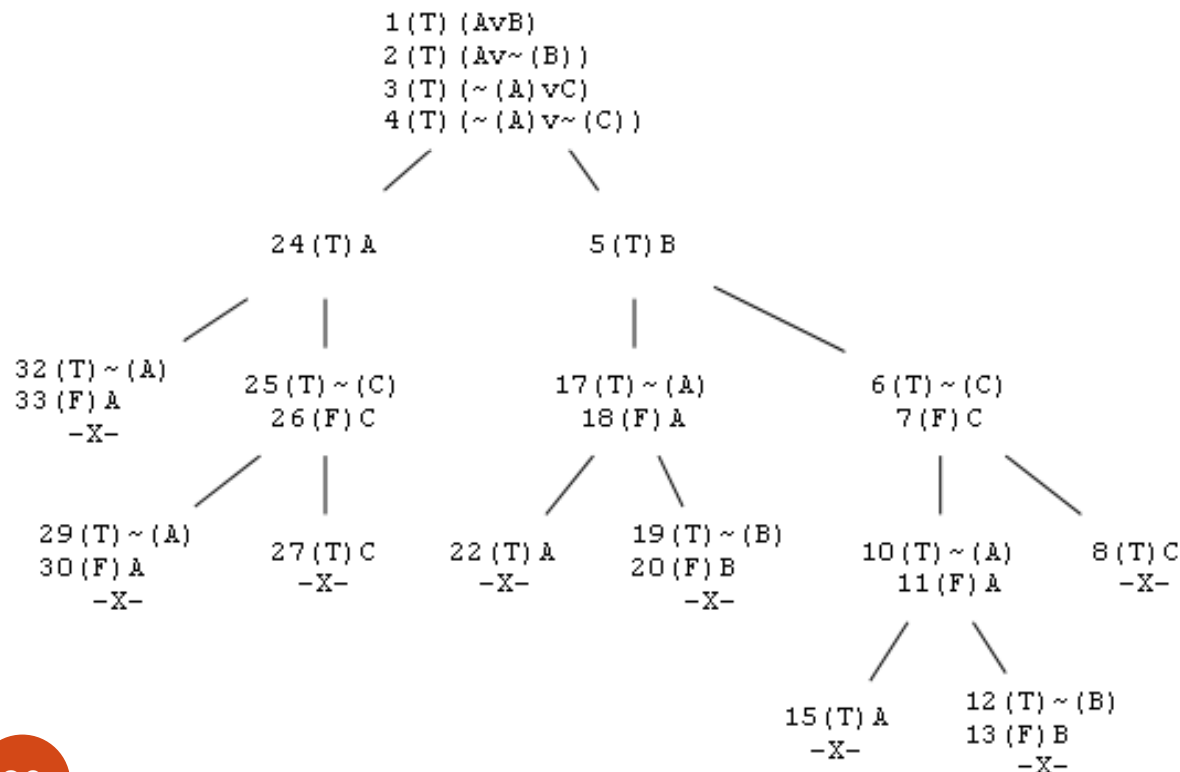 1(T)(AvB)
2(T)(Av~(B))
3(T)(~(A)vC)
4(T)(~(A)v~(C))
24(T)A
5(T)B
32(T)~(A)
33(F)A
-X-
25(T)~(C)
26(F)C
17(T)~(A)
18(F)A
6(T)~(C)
7(F)C
29(T)~(A)
30(F)A
-X-
27(T)C
-X-
22(T)A
-X-
19(T)~(B)
20(F)B
-X-
10(T)~(A)
11(F)A
8(T)C
-X-
15(T)A
-X-
12(T)~(B)
13(F)B
-X-